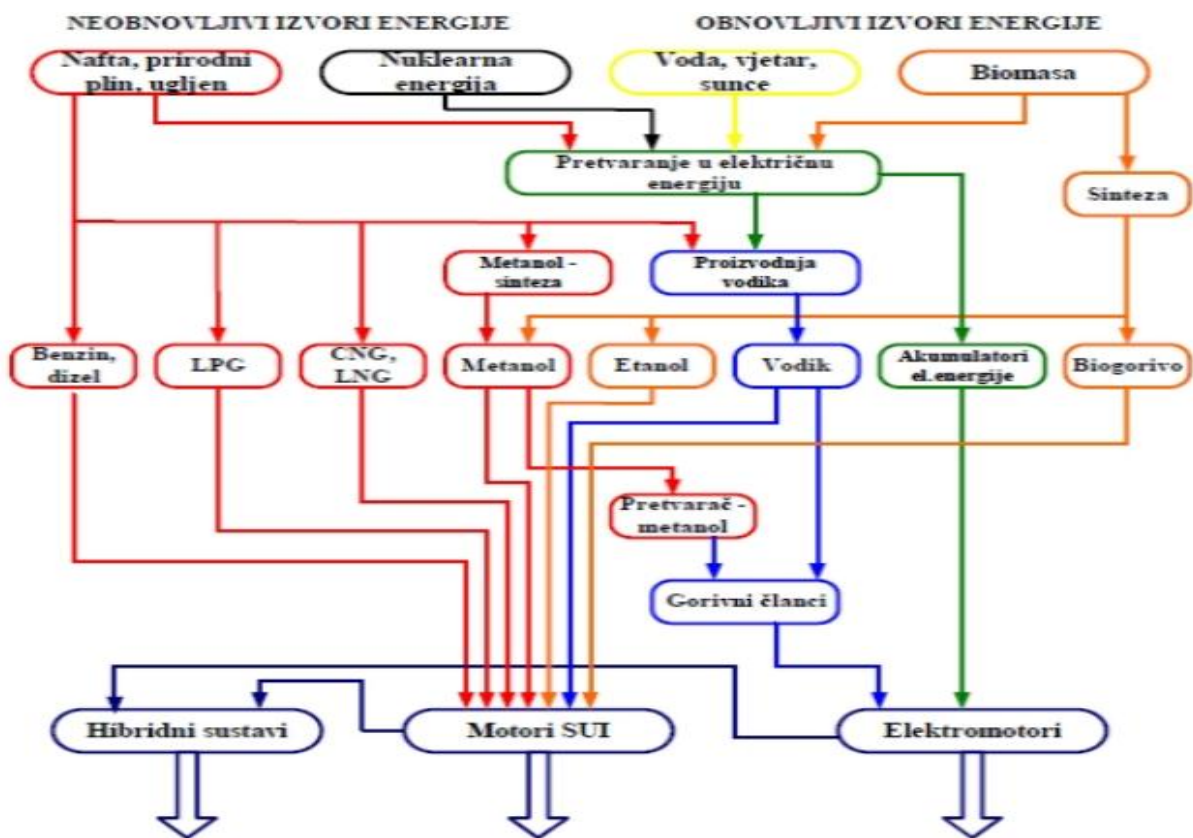 NEOBNOVLJIVI IZVORI ENERGIJE
OBNOVLJIVI IZVORI ENERGIJE
Nafta, prirodni
plin, ugljen
Nuklearna
energija
Voda, vjetar,
sunce
Biomasa
Pretvaranje u električnu
energiju
Sinteza
Metanol -
sinteza
Proizvodnja
vodika
Benzin,
dizel
LPG
CNG,
LNG
Metanol
Etanol
Vodik
Akumulatori
el.energije
Biogorivo
Pretvarač -
metanol
Gorivni članci
Hibridni sustavi
Motori SUI
Elektromotori